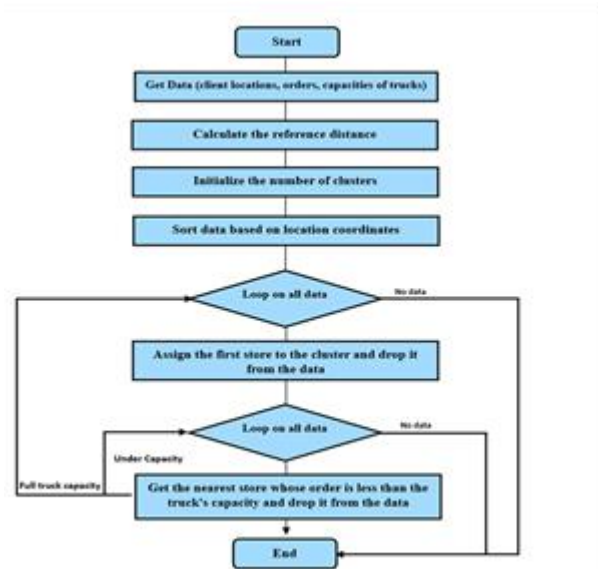 Start
Get Data (client locations, orders, capacities of trucks)
Calculate the reference distance
Initialize the number of clusters
Sort data based on location coordinates
Loop on all data
No data
Assign the first store to the cluster and drop it
from the data
Loop on all data
No data
Under Capacity
Full truck capacity
Get the nearest store whose order is less than the
truck's capacity and drop it from the data
End